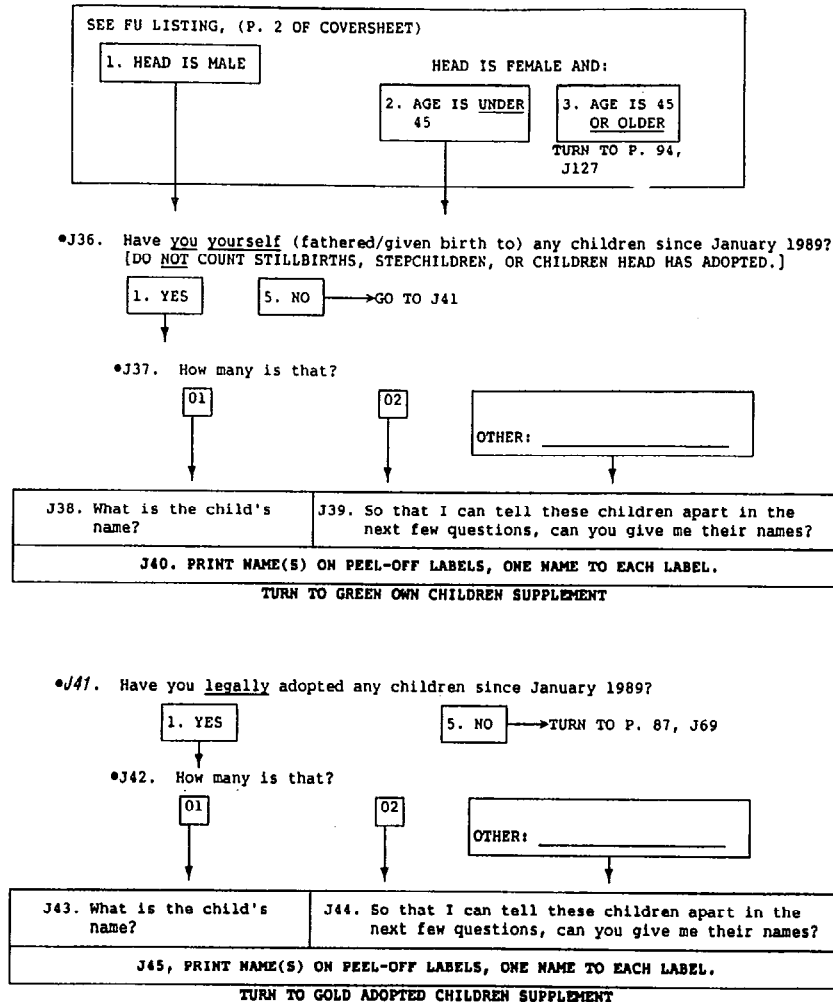 SEE FU LISTING, (P. 2 OF COVERSHEET)
1. HEAD IS MALE
HEAD IS FEMALE AND:
2. AGE IS UNDER
45
3. AGE IS 45
OR OLDER
TURN TO P. 94,
J127
•J36. Have you yourself (fathered/given birth to) any children since January 1989?
[DO NOT COUNT STILLBIRTHS, STEPCHILDREN, OR CHILDREN HEAD HAS ADOPTED.]
1. YES
5. NO
GO TO J41
•J37. How many is that?
01
02
OTHER:
J38. What is the child's
name?
J39. So that I can tell these children apart in the
next few questions, can you give me their names?
J40. PRINT NAME(S) ON PEEL-OFF LABELS, ONE NAME TO EACH LABEL.
TURN TO GREEN OWN CHILDREN SUPPLEMENT
•J41. Have you legally adopted any children since January 1989?
1. YES
5. NO
TURN TO P. 87, J69
•J42. How many is that?
01
02
OTHER:
J43. What is the child's
name?
J44. So that I can tell these children apart in the
next few questions, can you give me their names?
J45, PRINT NAME(S) ON PEEL-OFF LABELS, ONE NAME TO EACH LABEL.
TURN TO GOLD ADOPTED CHILDREN SUPPLEMENT